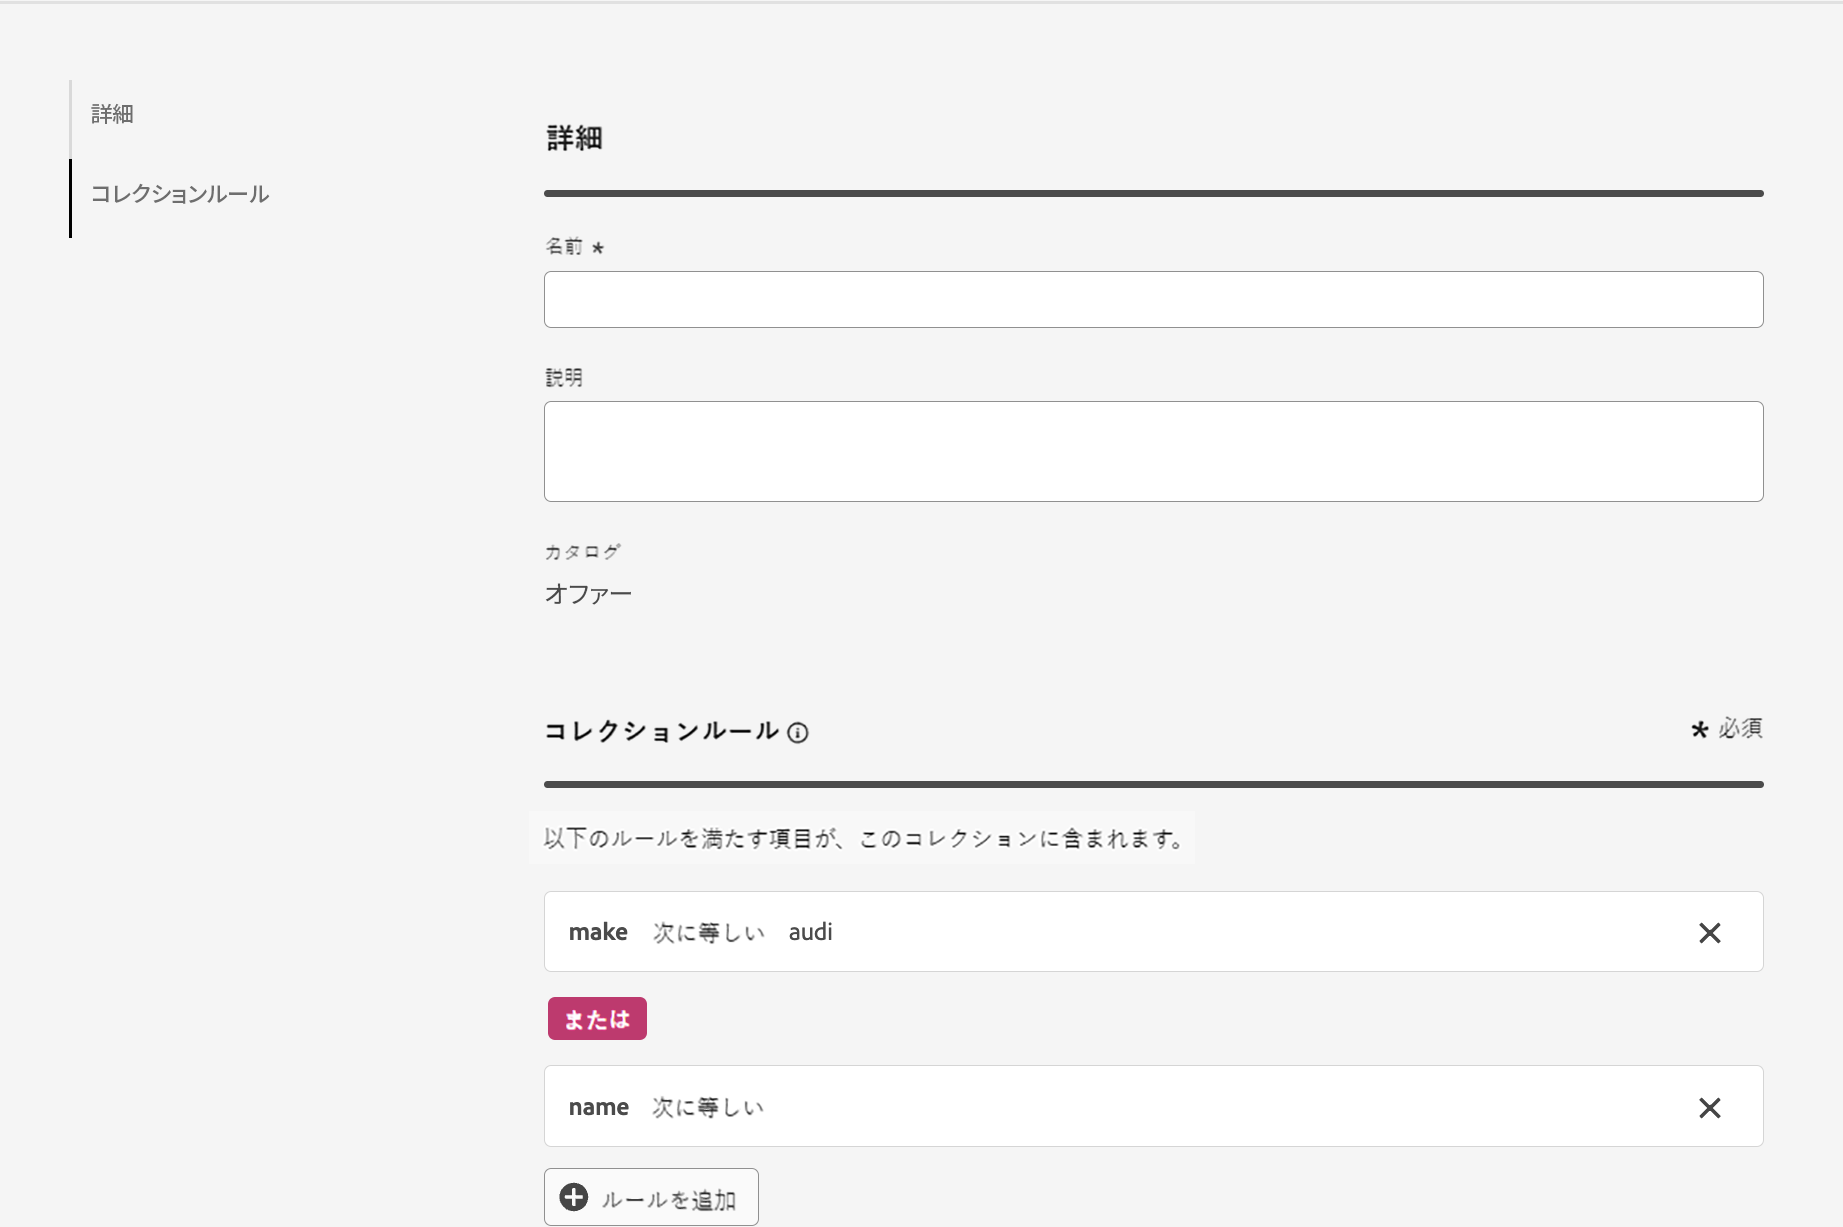 詳細
コレクションルール
詳細
名前 *
説明
カタログ
オファー
コレクションルール
* 必須
以下のルールを満たす項目が、このコレクションに含まれます。
make 次に等しい audi
または
name 次に等しい
ルールを追加